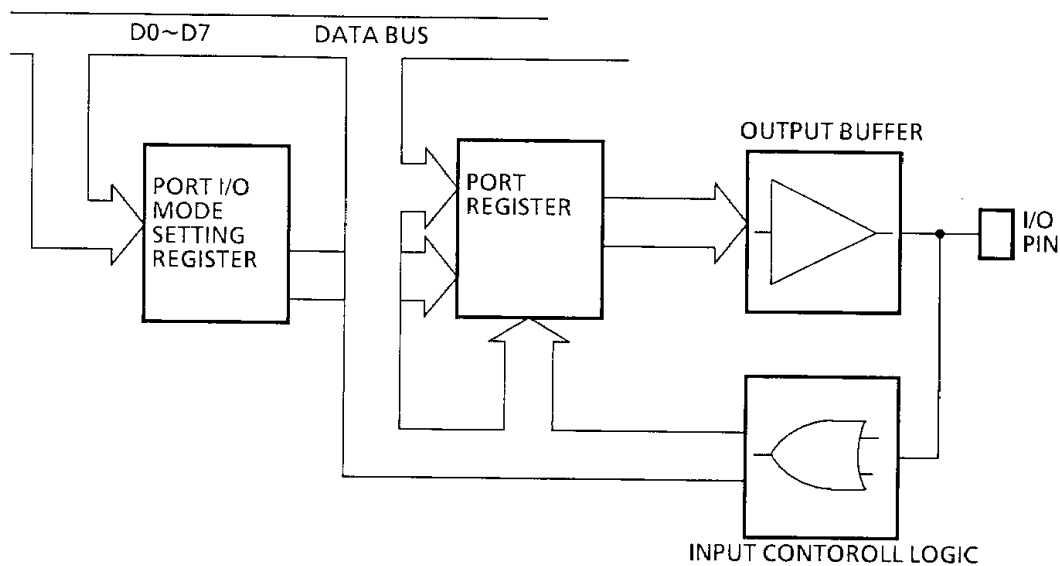 D0~D7 DATA BUS
OUTPUT BUFFER
PORT I/O
MODE
SETTING
REGISTER
PORT
REGISTER
I/O
PIN
INPUT CONTOROLL LOGIC